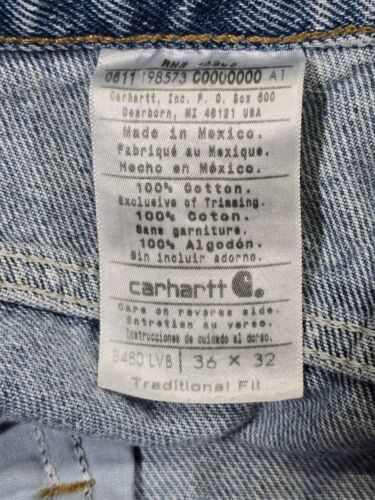 0811 198573 00000000 A1
Carhartt, Inc. P. O. Box 600
Dearborn, MI 48121 USA
Made in Mexico.
Fabriqué au Mexique.
Hecho en México.
100% Cotton.
Exclusive of Trimming.
100% Coton.
Sans garniture.
100% Algodón.
Sin incluir adorno.
carhartt
Care on reverse side.
Entretien au verso.
Instrucciones de cuidado al dorso.
B480 LVB 36 x 32
Traditional Fit